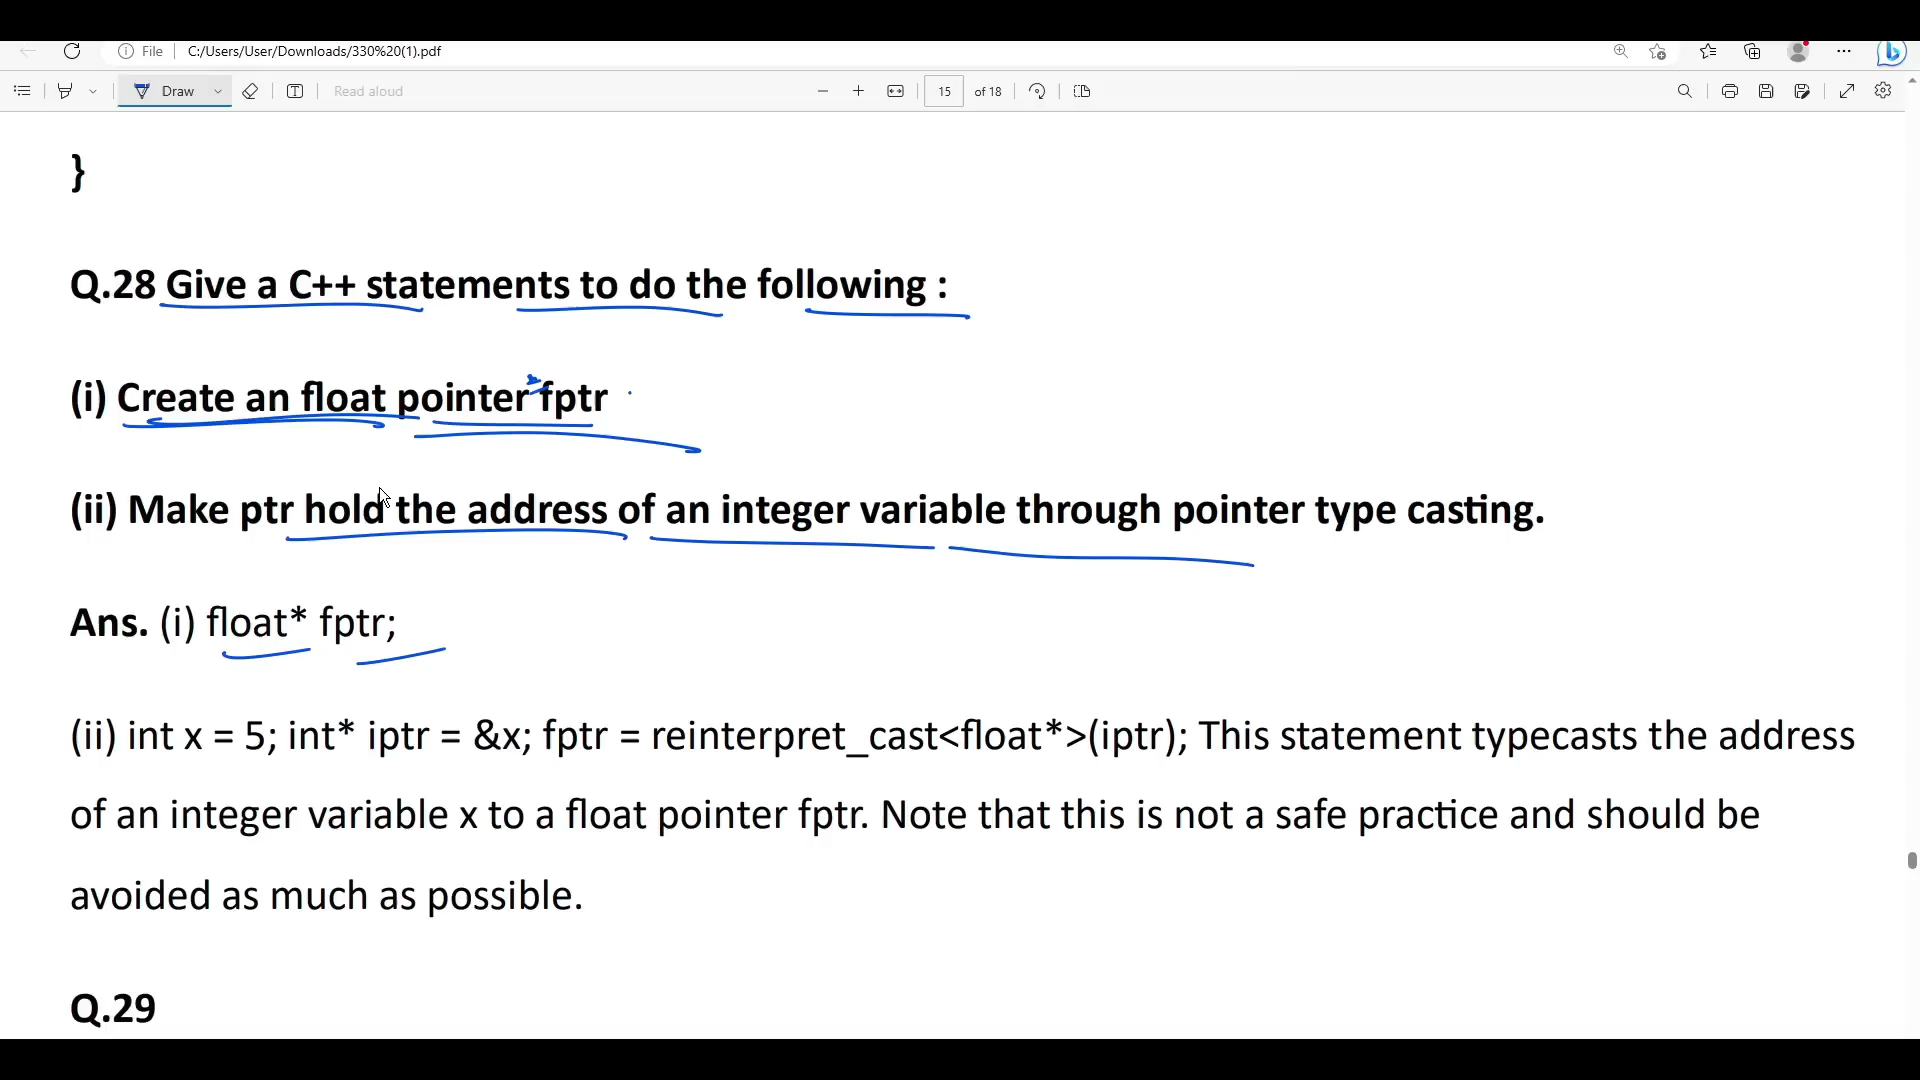 File C:/Users/User/Downloads/330%20(1).pdf
Draw Read aloud 15 of 18
}
Q.28 Give a C++ statements to do the following :
(i) Create an float pointer fptr
(ii) Make ptr hold the address of an integer variable through pointer type casting.
Ans. (i) float* fptr;
(ii) int x = 5; int* iptr = &x; fptr = reinterpret_cast<float*>(iptr); This statement typecasts the address
of an integer variable x to a float pointer fptr. Note that this is not a safe practice and should be
avoided as much as possible.
Q.29